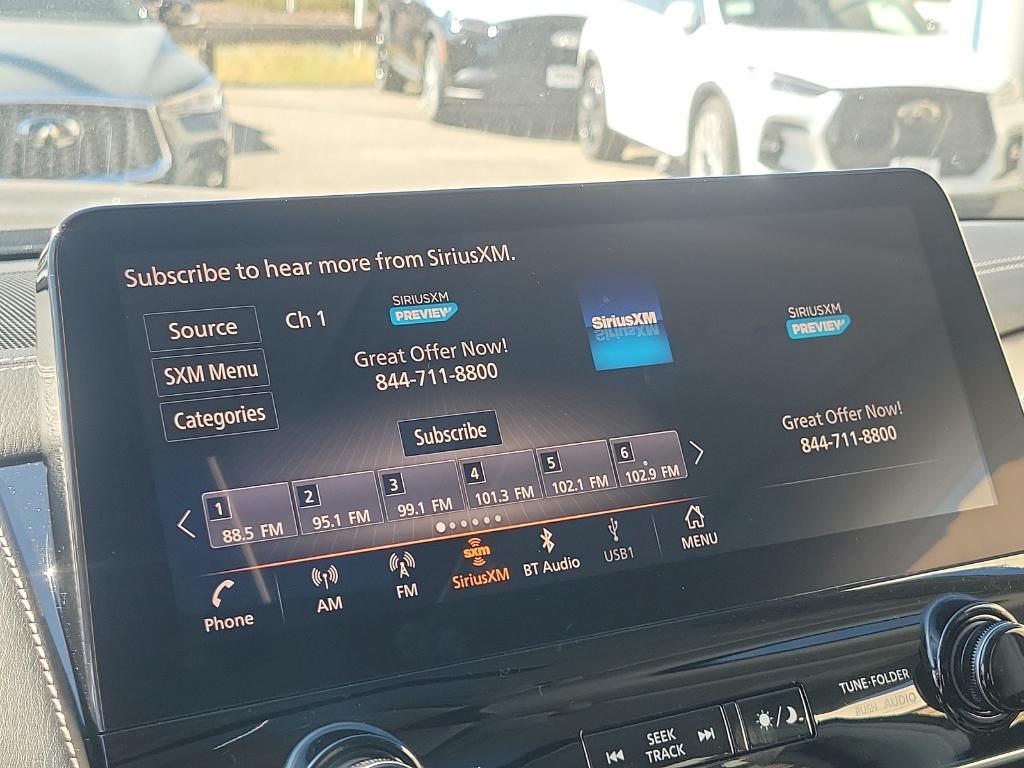 Subscribe to hear more from SiriusXM.
Source
Ch 1
SIRIUSXM
PREVIEW
SiriusXM
SIRIUSXM
PREVIEW
SXM Menu
Great Offer Now!
844-711-8800
Categories
Subscribe
Great Offer Now!
844-711-8800
1 88.5 FM
2 95.1 FM
3 99.1 FM
4 101.3 FM
5 102.1 FM
6 102.9 FM
Phone
AM
FM
sxm
SiriusXM
BT Audio
USB1
MENU
TUNE·FOLDER
PUSH AUDIO
SEEK
TRACK